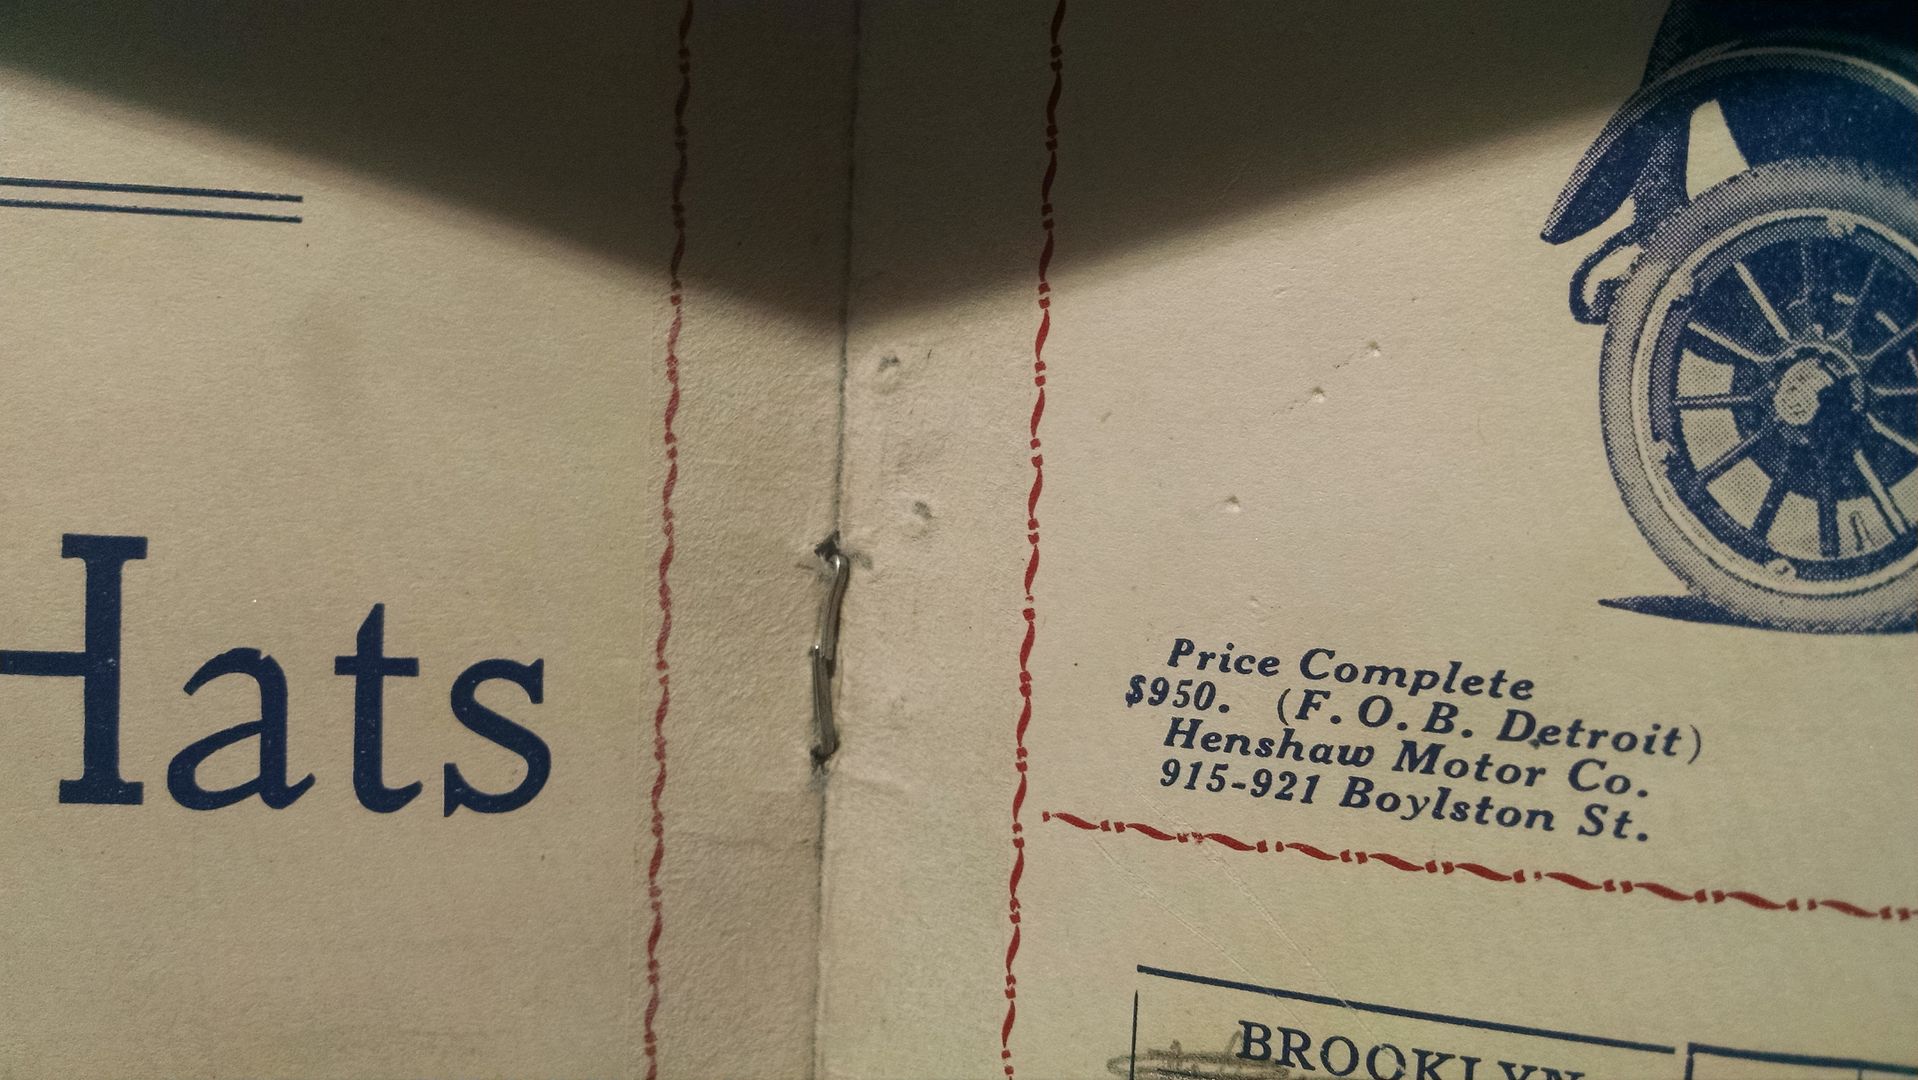 Hats
Price Complete
$950. (F. O. B. Detroit)
Henshaw Motor Co.
915-921 Boylston St.
BROOKLYN